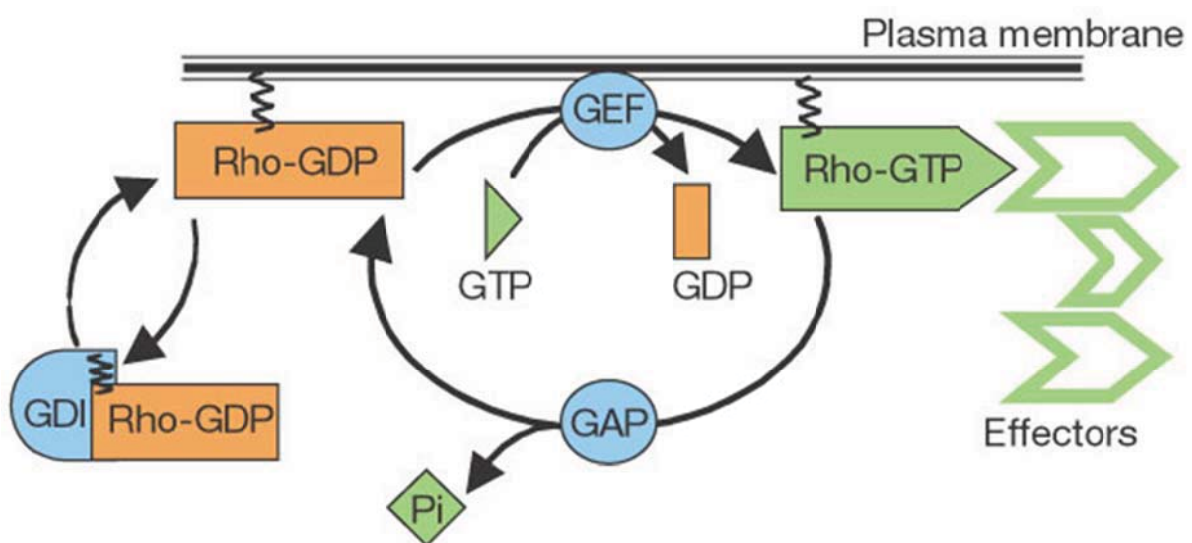 Plasma membrane
GEF
Rho-GDP
Rho-GTP
GTP
GDP
GDI
Rho-GDP
GAP
Effectors
Pi